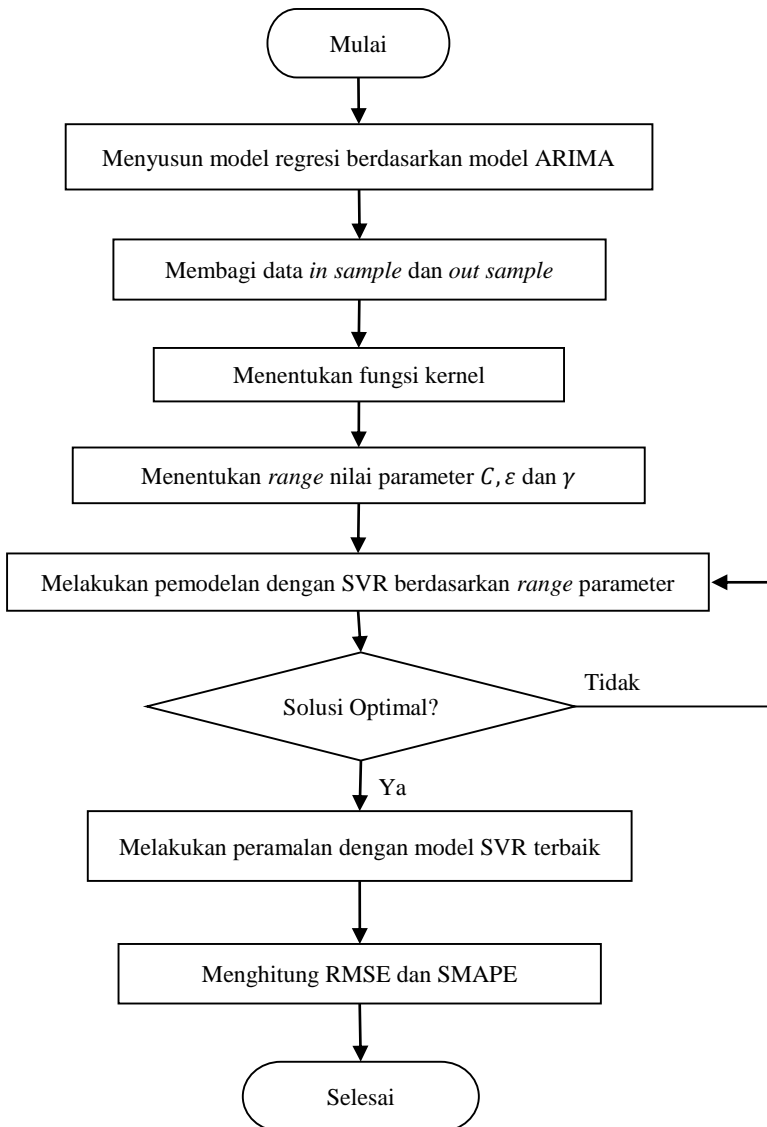 Mulai
Menyusun model regresi berdasarkan model ARIMA
Membagi data in sample dan out sample
Menentukan fungsi kernel
Menentukan range nilai parameter C, ε dan γ
Melakukan pemodelan dengan SVR berdasarkan range parameter
Solusi Optimal?
Tidak
Ya
Melakukan peramalan dengan model SVR terbaik
Menghitung RMSE dan SMAPE
Selesai